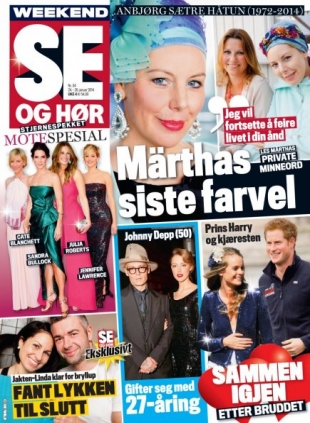 WEEKEND
ANBJØRG SÆTRE HÅTUN (1972-2014)
SE
OG HØR
STJERNESPEKKET
MOTESPESIAL
CATE
BLANCHETT
SANDRA
BULLOCK
JULIA
ROBERTS
JENNIFER
LAWRENCE
"Jeg vil
fortsette å feire
livet i din ånd
LES MÄRTHAS
PRIVATE
MINNEORD
Märthas
siste farvel
Johnny Depp (50)
Gifter seg med
27-åring
Prins Harry
og kjæresten
SAMMEN
IGJEN
ETTER BRUDDET
SE
Eksklusivt
Jakten-Linda klar for bryllup
FANT LYKKEN
TIL SLUTT